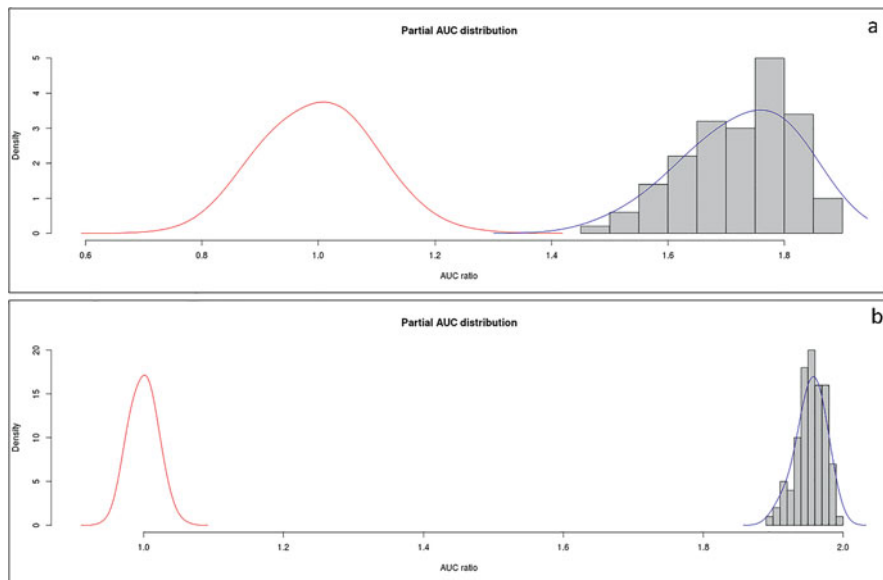 a
Partial AUC distribution
Density
0 1 2 3 4 5
0.6 0.8 1.0 1.2 1.4 1.6 1.8
AUC ratio
b
Partial AUC distribution
Density
0 5 10 15 20
1.0 1.2 1.4 1.6 1.8 2.0
AUC ratio